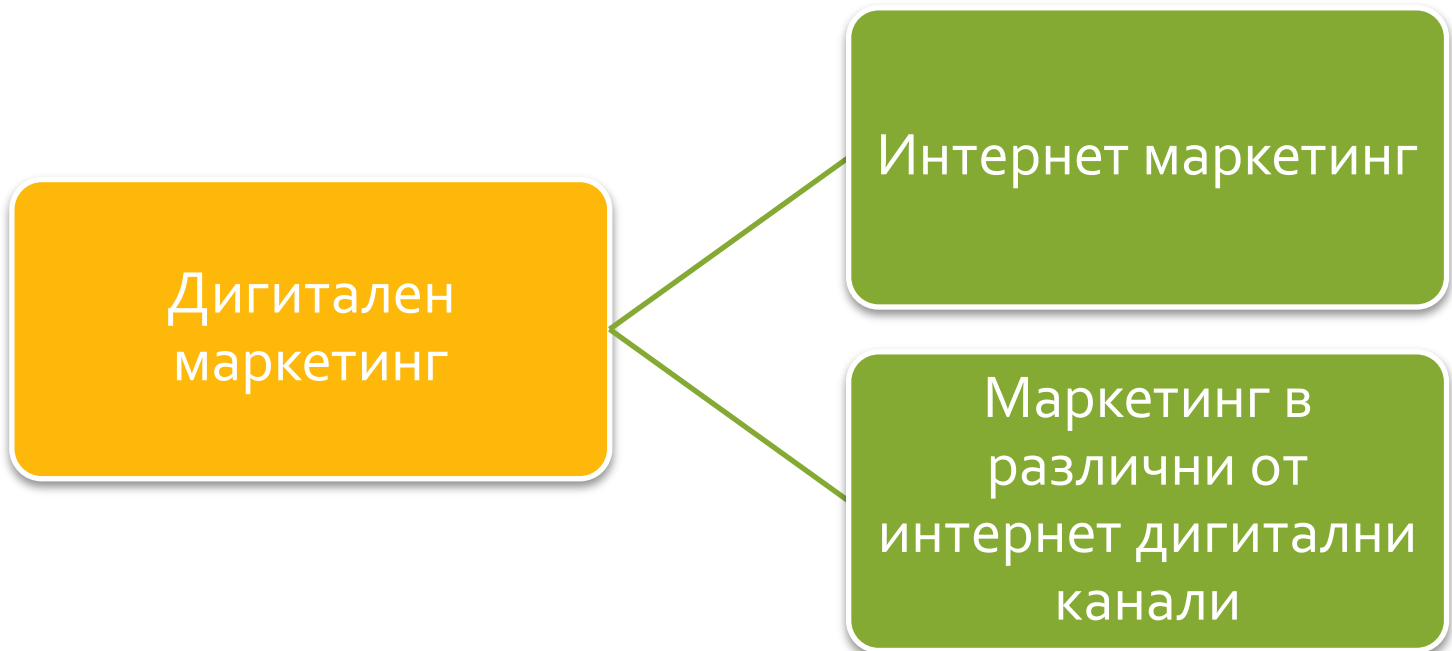 Дигитален
маркетинг
Интернет маркетинг
Маркетинг в
различни от
интернет дигитални
канали